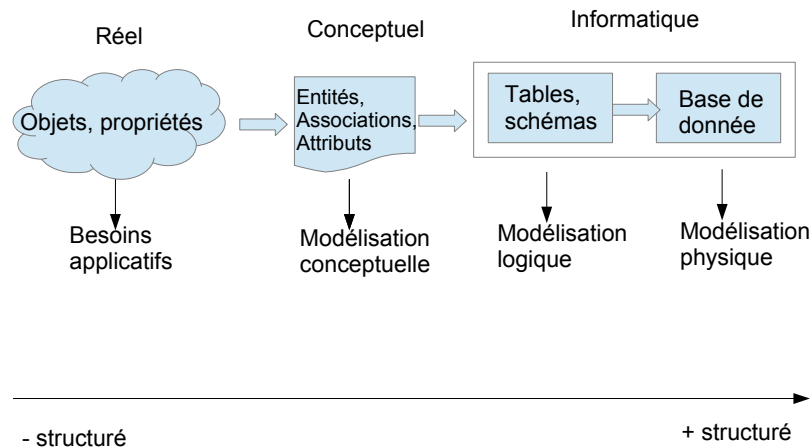 Réel
Conceptuel
Informatique
Objets, propriétés
Entités,
Associations,
Attributs
Tables,
schémas
Base de
donnée
Besoins
applicatifs
Modélisation
conceptuelle
Modélisation
logique
Modélisation
physique
- structuré
+ structuré